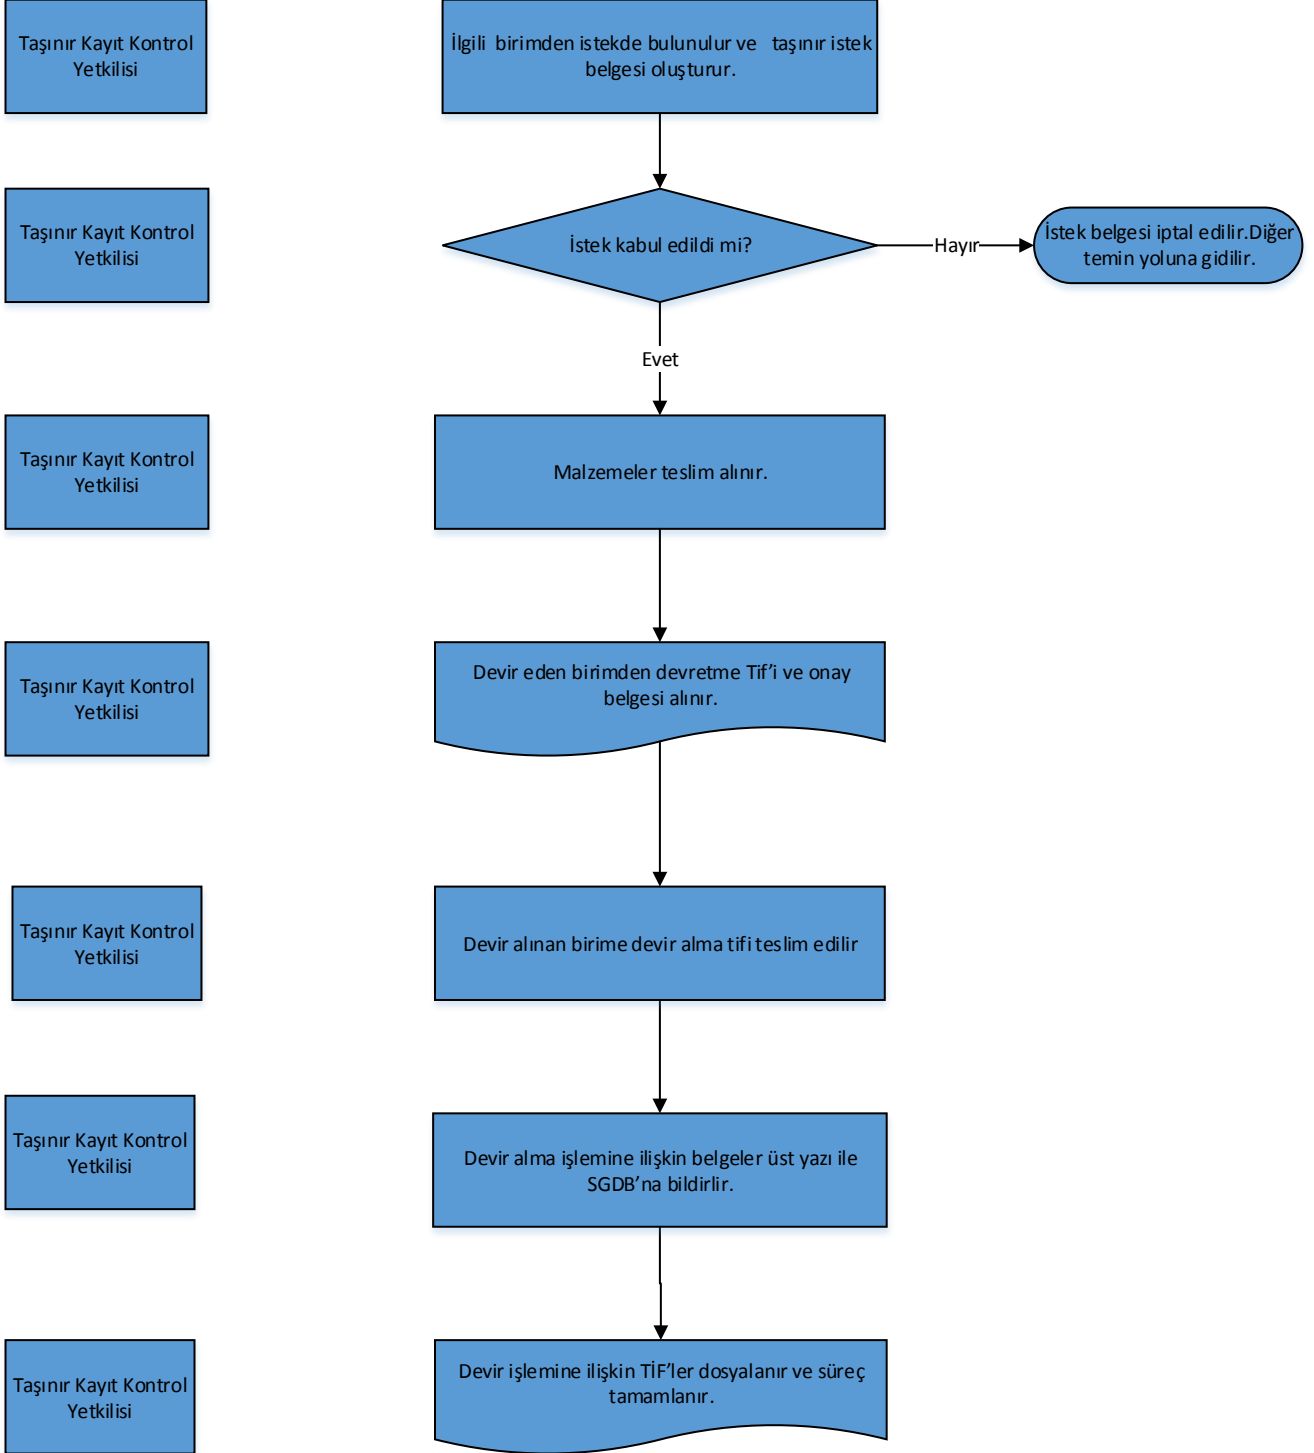 Taşınır Kayıt Kontrol
Yetkilisi
İlgili birimden istekde bulunulur ve taşınır istek
belgesi oluşturur.
Taşınır Kayıt Kontrol
Yetkilisi
İstek kabul edildi mi?
Hayır
İstek belgesi iptal edilir.Diğer
temin yoluna gidilir.
Evet
Taşınır Kayıt Kontrol
Yetkilisi
Malzemeler teslim alınır.
Taşınır Kayıt Kontrol
Yetkilisi
Devir eden birimden devretme Tif’i ve onay
belgesi alınır.
Taşınır Kayıt Kontrol
Yetkilisi
Devir alınan birime devir alma tifi teslim edilir
Taşınır Kayıt Kontrol
Yetkilisi
Devir alma işlemine ilişkin belgeler üst yazı ile
SGDB’na bildirlir.
Taşınır Kayıt Kontrol
Yetkilisi
Devir işlemine ilişkin TİF’ler dosyalanır ve süreç
tamamlanır.